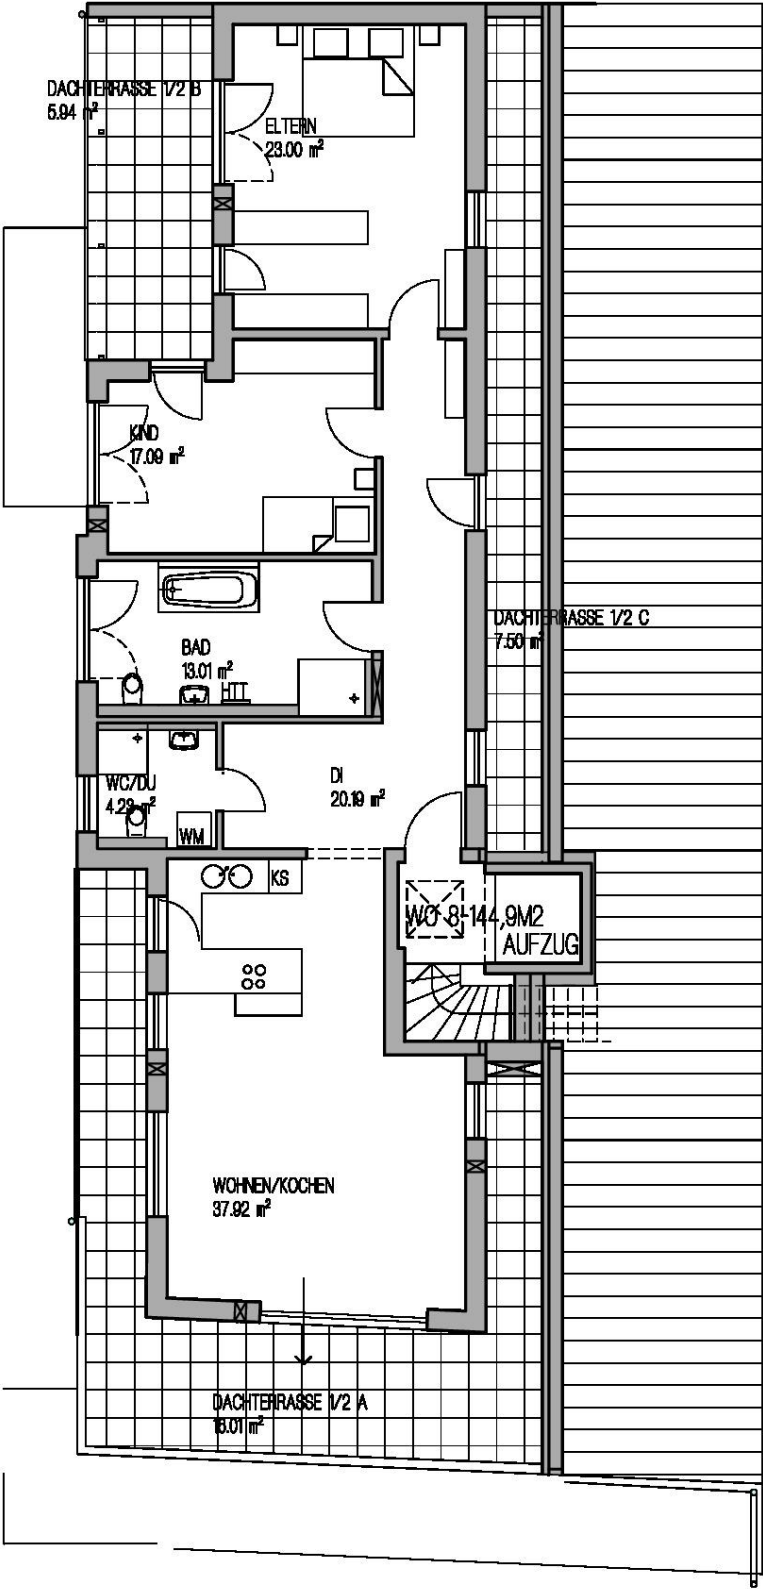 DACHTERRASSE 1/2 B
5.94 m²
ELTERN
23.00 m²
KIND
17.09 m²
DACHTERRASSE 1/2 C
7.50 m²
BAD
13.01 m²
DI
20.19 m²
WC/DU
4.23 m²
WM
KS
WO 8-144,9M2
AUFZUG
WOHNEN/KOCHEN
37.92 m²
DACHTERRASSE 1/2 A
16.01 m²